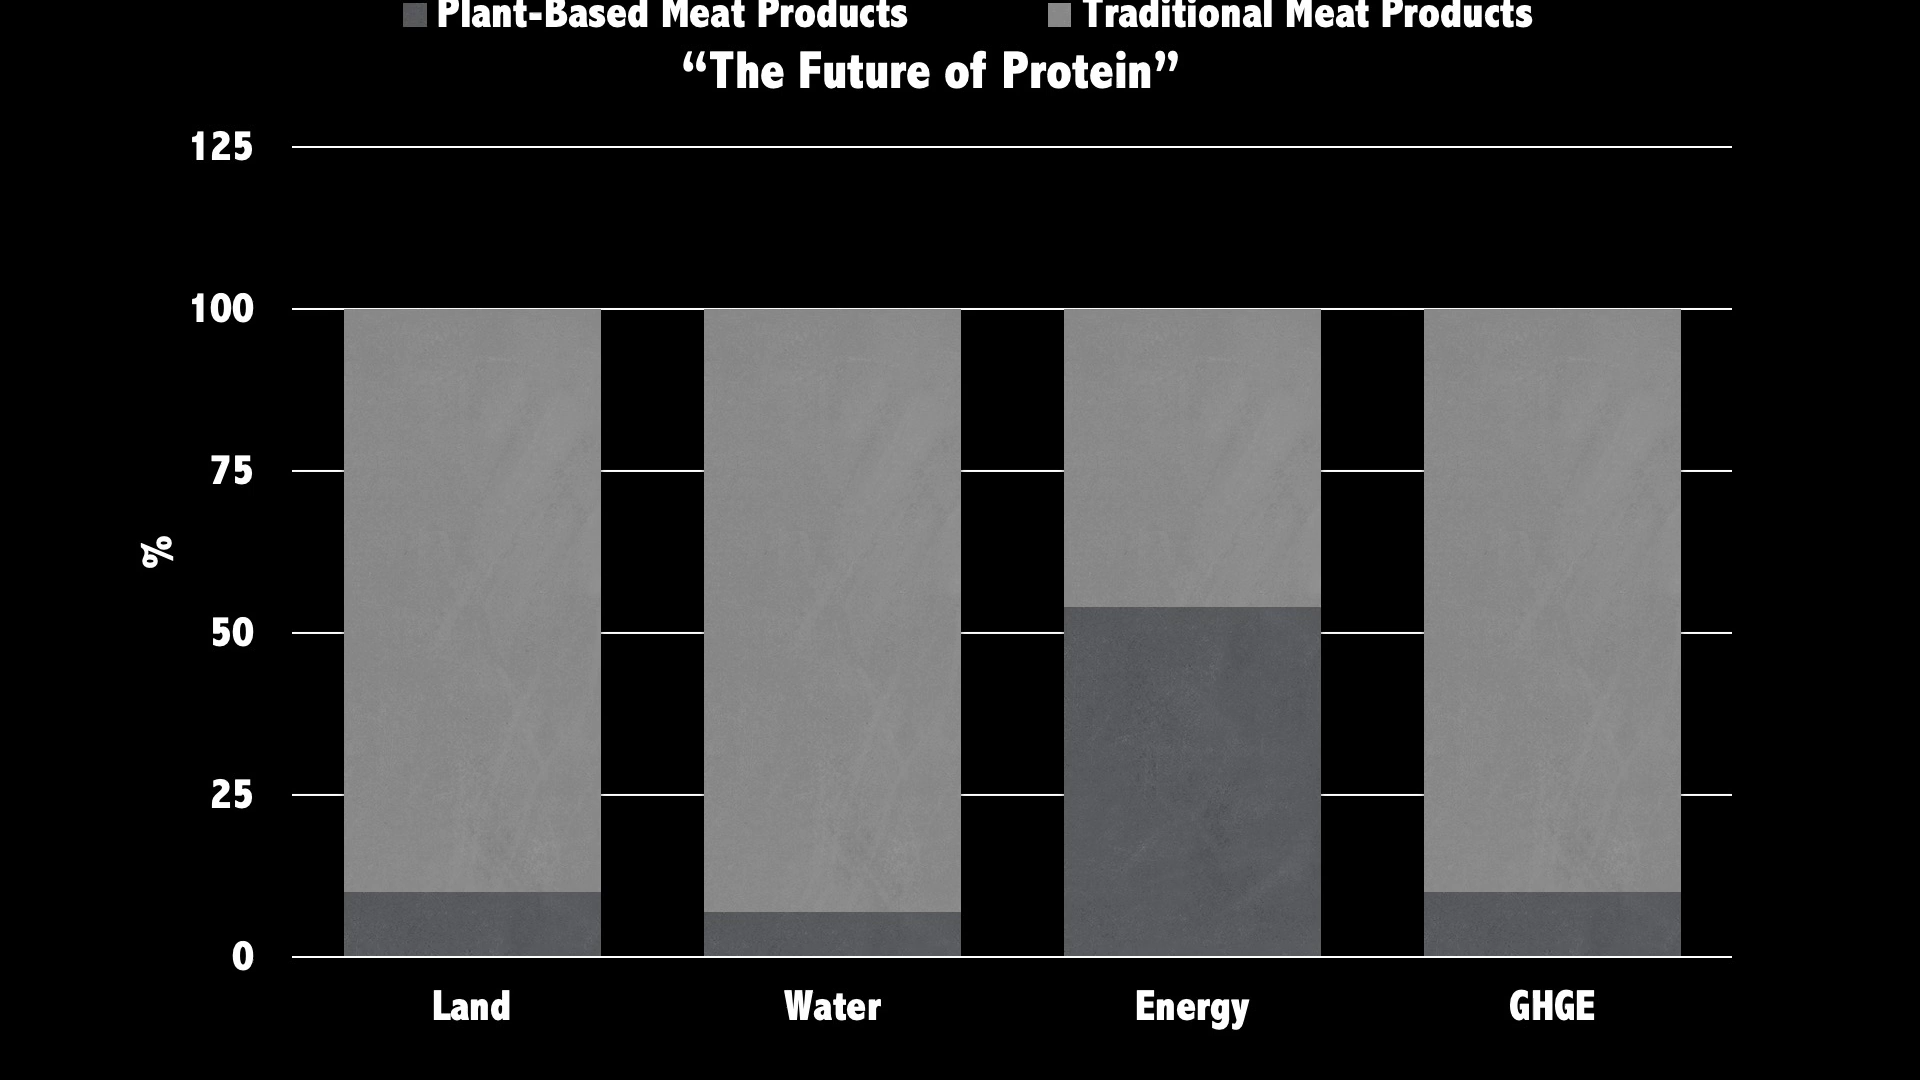 Plant-Based Meat Products Traditional Meat Products
“The Future of Protein”
125
100
75
50
25
0
%
Land Water Energy GHGE